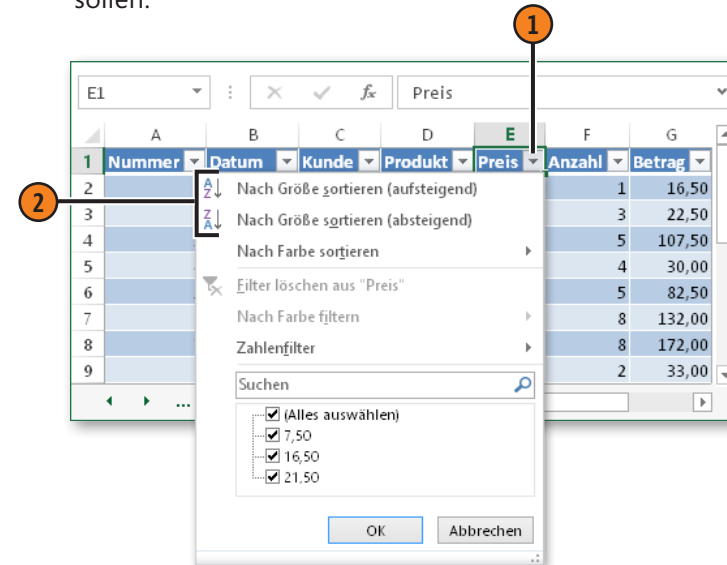 sollen.
1
E1 fx Preis
A B C D E F G
1 Nummer Datum Kunde Produkt Preis Anzahl Betrag
2
2 1 16,50
3 3 22,50
4 5 107,50
5 4 30,00
6 5 82,50
7 8 132,00
8 8 172,00
9 2 33,00
Nach Größe sortieren (aufsteigend)
Nach Größe sortieren (absteigend)
Nach Farbe sortieren
Filter löschen aus "Preis"
Nach Farbe filtern
Zahlenfilter
Suchen
(Alles auswählen)
7,50
16,50
21,50
...
OK Abbrechen